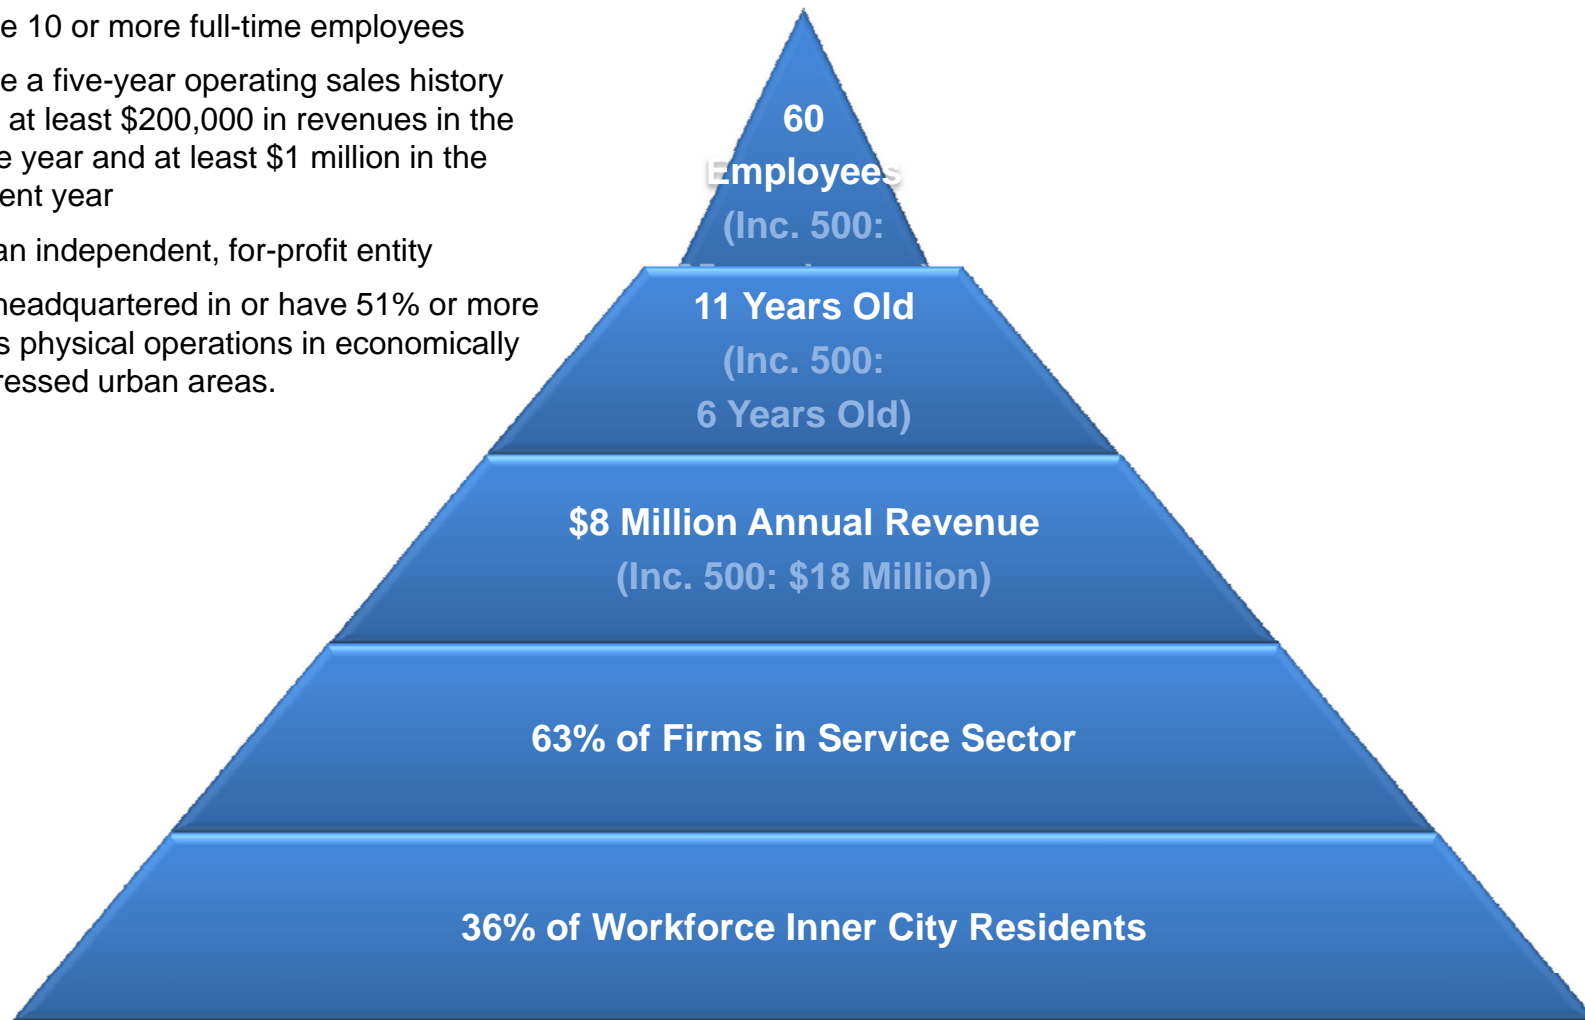 e 10 or more full-time employees
e a five-year operating sales history
at least $200,000 in revenues in the
e year and at least $1 million in the
ent year
an independent, for-profit entity
headquartered in or have 51% or more
s physical operations in economically
ressed urban areas.
60
Employees
(Inc. 500:
11 Years Old
(Inc. 500:
6 Years Old)
$8 Million Annual Revenue
(Inc. 500: $18 Million)
63% of Firms in Service Sector
36% of Workforce Inner City Residents